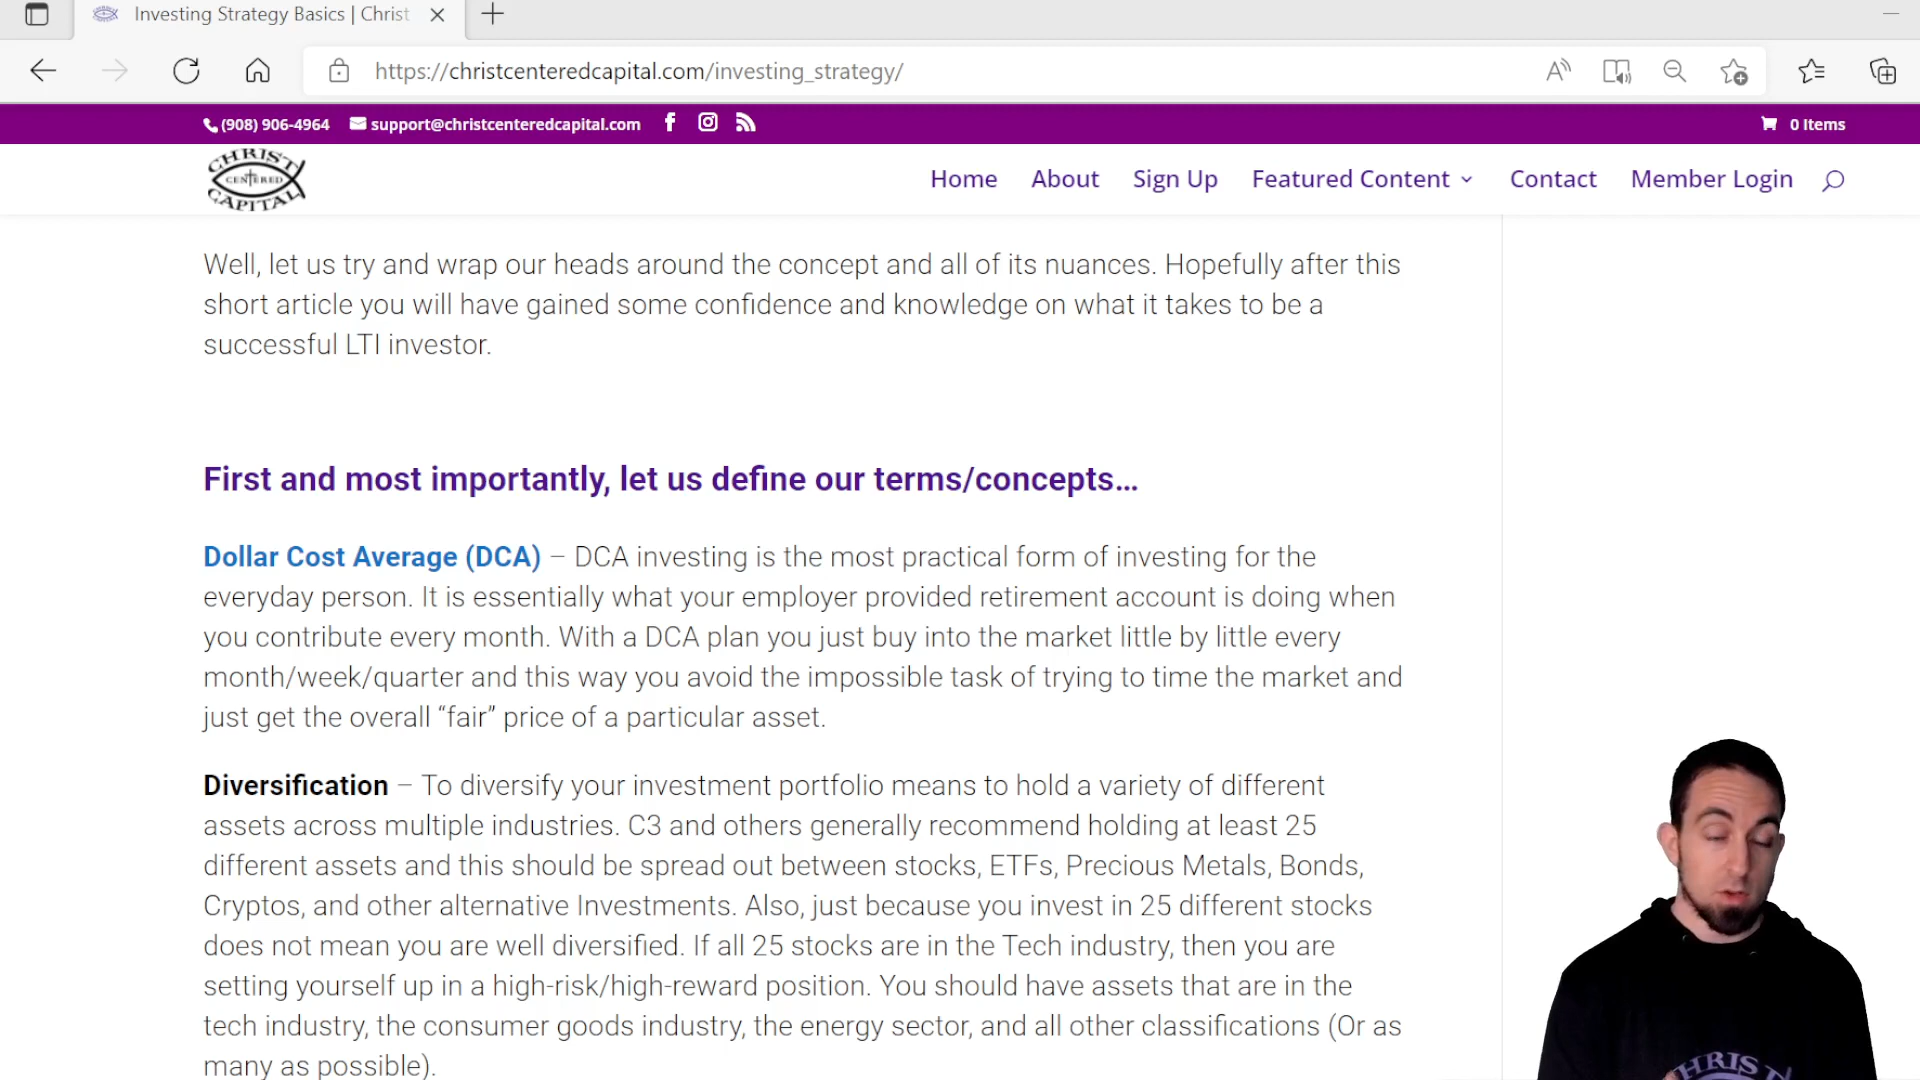 Investing Strategy Basics | Christ
https://christcenteredcapital.com/investing_strategy/
(908) 906-4964 support@christcenteredcapital.com 0 Items
CHRIST
CENTERED
CAPITAL
Home About Sign Up Featured Content Contact Member Login
Well, let us try and wrap our heads around the concept and all of its nuances. Hopefully after this
short article you will have gained some confidence and knowledge on what it takes to be a
successful LTI investor.
First and most importantly, let us define our terms/concepts…
Dollar Cost Average (DCA) – DCA investing is the most practical form of investing for the
everyday person. It is essentially what your employer provided retirement account is doing when
you contribute every month. With a DCA plan you just buy into the market little by little every
month/week/quarter and this way you avoid the impossible task of trying to time the market and
just get the overall “fair” price of a particular asset.
Diversification – To diversify your investment portfolio means to hold a variety of different
assets across multiple industries. C3 and others generally recommend holding at least 25
different assets and this should be spread out between stocks, ETFs, Precious Metals, Bonds,
Cryptos, and other alternative Investments. Also, just because you invest in 25 different stocks
does not mean you are well diversified. If all 25 stocks are in the Tech industry, then you are
setting yourself up in a high-risk/high-reward position. You should have assets that are in the
tech industry, the consumer goods industry, the energy sector, and all other classifications (Or as
many as possible).
CHRIST